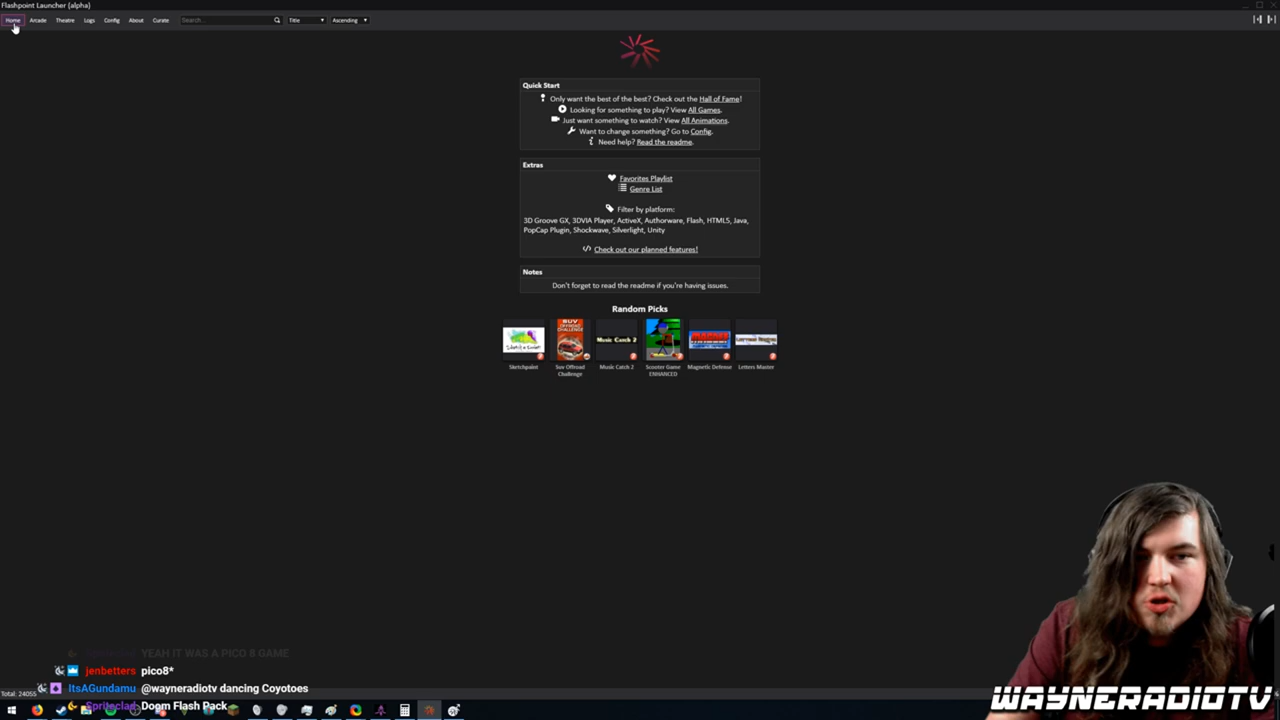 Flashpoint Launcher (alpha)
Home Arcade Theatre Logs Config About Curate Search... Title Ascending
Quick Start
Only want the best of the best? Check out the Hall of Fame!
Looking for something to play? View All Games.
Just want something to watch? View All Animations.
Want to change something? Go to Config.
Need help? Read the readme.
Extras
Favorites Playlist
Genre List
Filter by platform:
3D Groove GX, 3DVIA Player, ActiveX, Authorware, Flash, HTML5, Java,
PopCap Plugin, Shockwave, Silverlight, Unity
Check out our planned features!
Notes
Don't forget to read the readme if you're having issues.
Random Picks
Music Catch 2
Sketchpaint Suv Offroad Challenge Music Catch 2 Scooter Game ENHANCED Magnetic Defense Letters Master
YEAH IT WAS A PICO 8 GAME
jenbetters pico8*
ItsAGundamu @wayneradiotv dancing Coyotoes
Doom Flash Pack
Total: 24055
WAYNERADIOTV